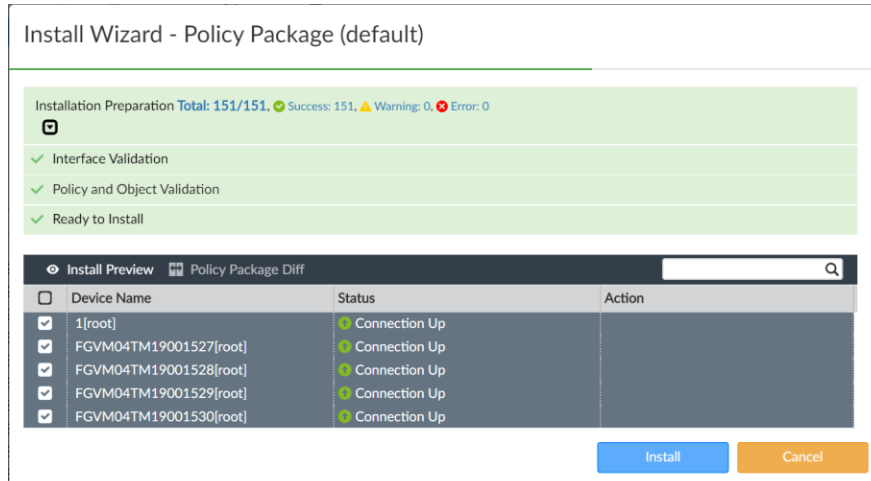 Install Wizard - Policy Package (default)
Installation Preparation Total: 151/151, Success: 151, Warning: 0, Error: 0
Interface Validation
Policy and Object Validation
Ready to Install
Install Preview Policy Package Diff
Device Name Status Action
1[root] Connection Up
FGVM04TM19001527[root] Connection Up
FGVM04TM19001528[root] Connection Up
FGVM04TM19001529[root] Connection Up
FGVM04TM19001530[root] Connection Up
Install Cancel